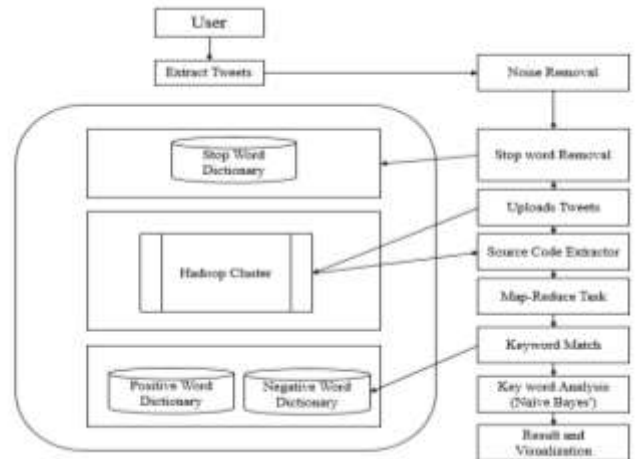 User
Extract Tweets
Noise Removal
Stop Word
Dictionary
Stop word Removal
Uploads Tweets
Hadoop Cluster
Source Code Extractor
Map-Reduce Task
Keyword Match
Positive Word
Dictionary
Negative Word
Dictionary
Key word Analysis
(Naïve Bayes')
Result and
Visualization